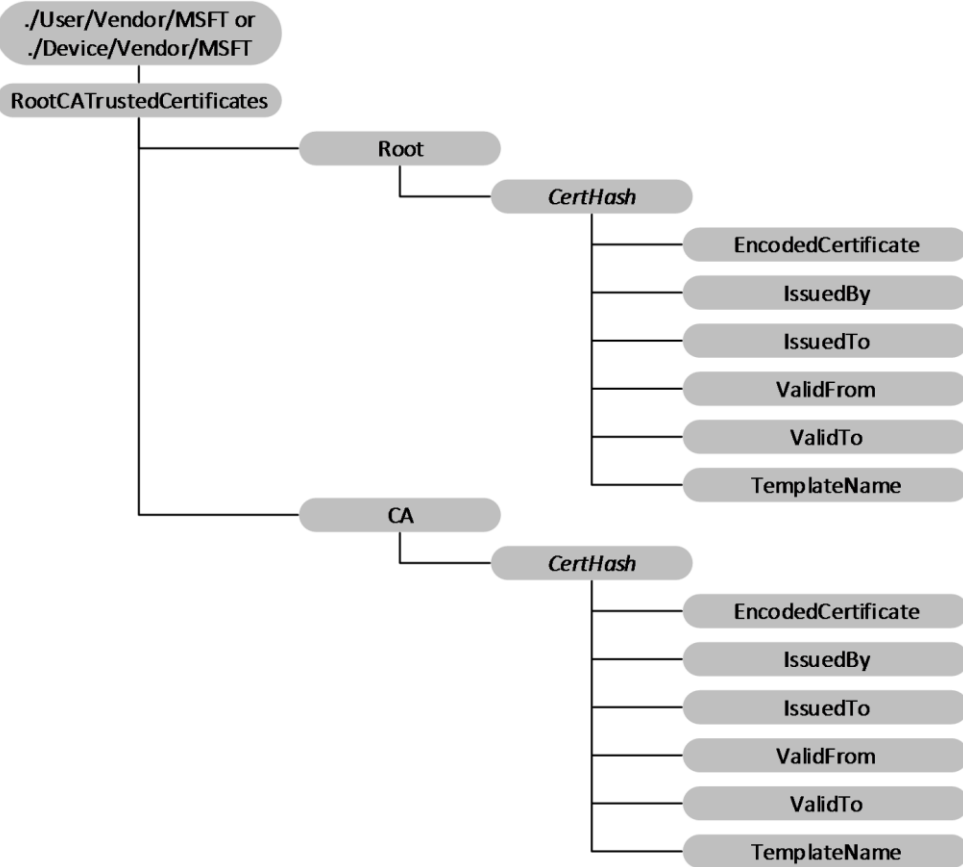 ./User/Vendor/MSFT or
./Device/Vendor/MSFT
RootCATrustedCertificates
Root
CertHash
EncodedCertificate
IssuedBy
IssuedTo
ValidFrom
ValidTo
TemplateName
CA
CertHash
EncodedCertificate
IssuedBy
IssuedTo
ValidFrom
ValidTo
TemplateName